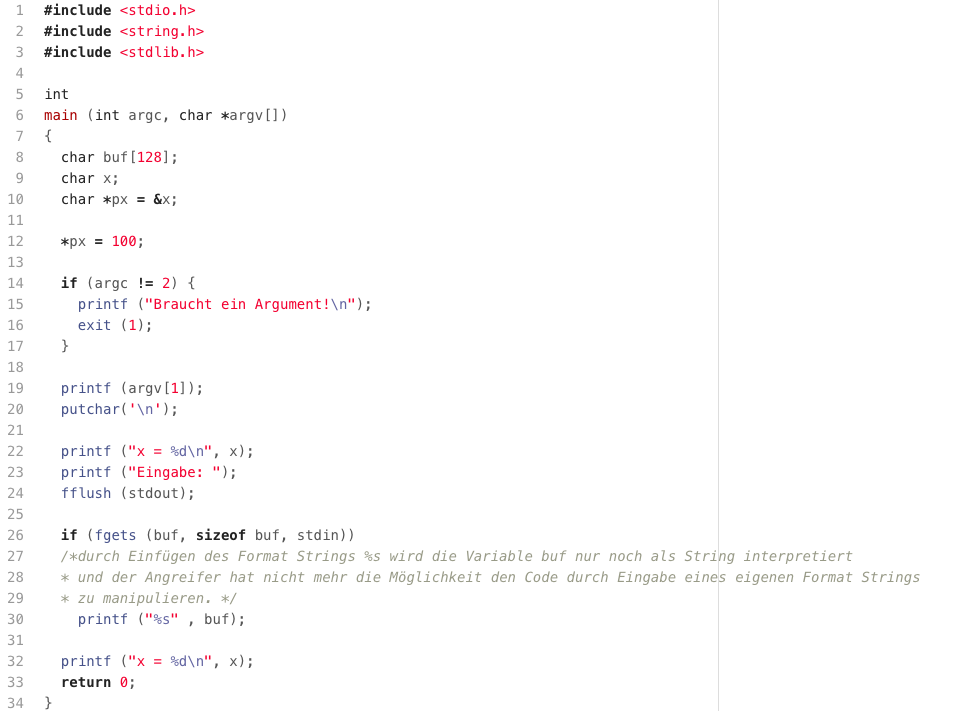 1 #include <stdio.h>
2 #include <string.h>
3 #include <stdlib.h>
4
5 int
6 main (int argc, char *argv[])
7 {
8   char buf[128];
9   char x;
10   char *px = &x;
11
12   *px = 100;
13
14   if (argc != 2) {
15     printf ("Braucht ein Argument!\n");
16     exit (1);
17   }
18
19   printf (argv[1]);
20   putchar('\n');
21
22   printf ("x = %d\n", x);
23   printf ("Eingabe: ");
24   fflush (stdout);
25
26   if (fgets (buf, sizeof buf, stdin))
27   /*durch Einfügen des Format Strings %s wird die Variable buf nur noch als String interpretiert
28   * und der Angreifer hat nicht mehr die Möglichkeit den Code durch Eingabe eines eigenen Format Strings
29   * zu manipulieren. */
30     printf ("%s" , buf);
31
32   printf ("x = %d\n", x);
33   return 0;
34 }